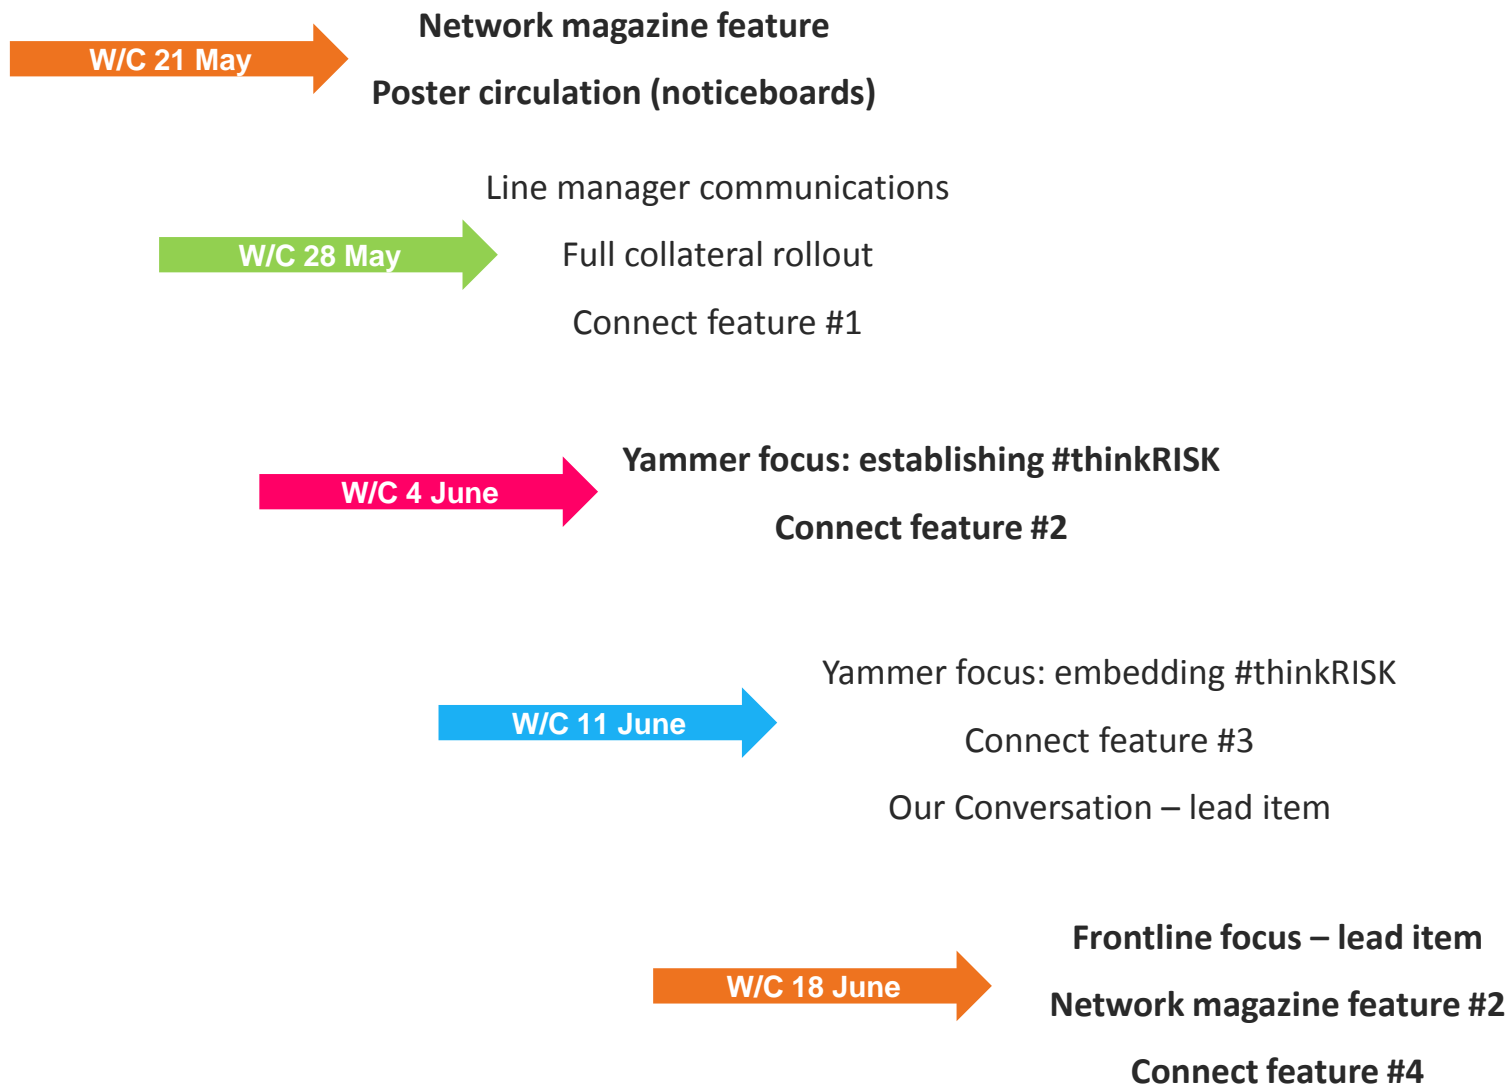 Network magazine feature
W/C 21 May
Poster circulation (noticeboards)
Line manager communications
W/C 28 May
Full collateral rollout
Connect feature #1
Yammer focus: establishing #thinkRISK
W/C 4 June
Connect feature #2
Yammer focus: embedding #thinkRISK
W/C 11 June
Connect feature #3
Our Conversation – lead item
Frontline focus – lead item
W/C 18 June
Network magazine feature #2
Connect feature #4